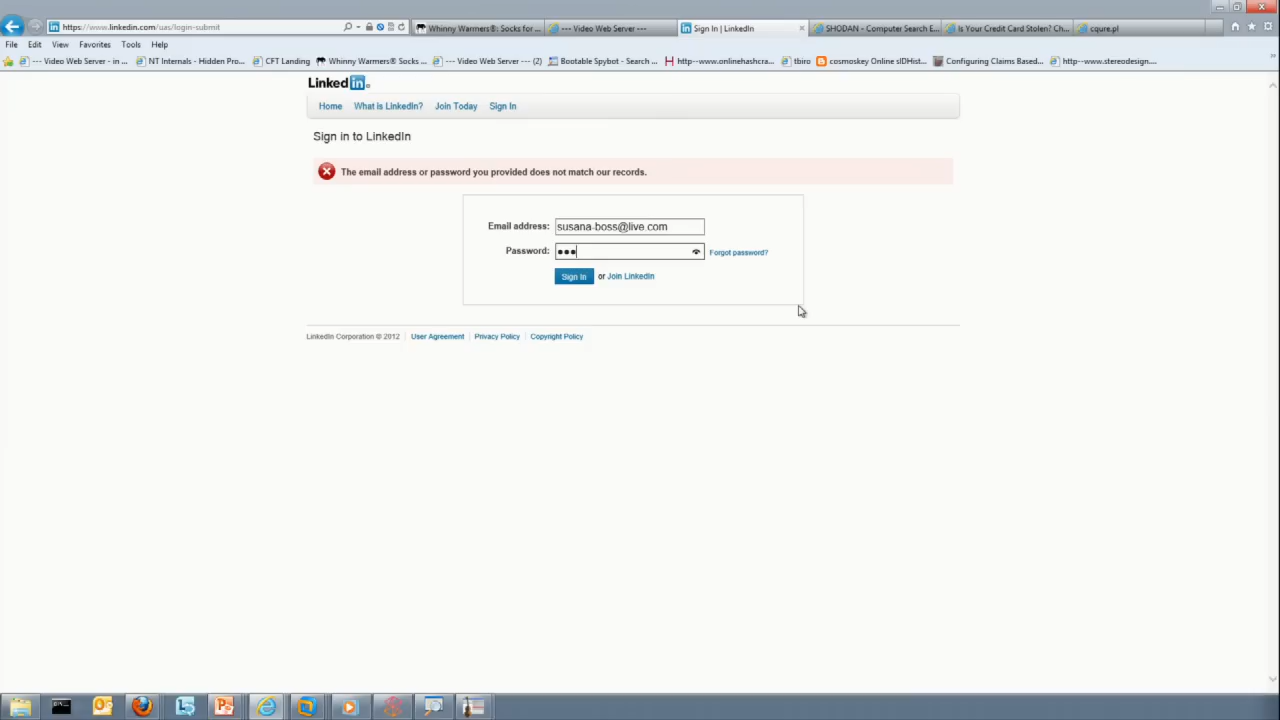 https://www.linkedin.com/uas/login-submit
Whinny Warmers®: Socks for ...
--- Video Web Server ---
Sign In | LinkedIn
SHODAN - Computer Search E...
Is Your Credit Card Stolen? Ch...
cqure.pl
File Edit View Favorites Tools Help
--- Video Web Server - in ...
NT Internals - Hidden Pro...
CFT Landing
Whinny Warmers®: Socks ...
--- Video Web Server --- (2)
Bootable Spybot - Search ...
http--www.onlinehashcra...
tbiro
cosmoskey Online sIDHist...
Configuring Claims Based...
http--www.stereodesign....
Linked in
Home What is LinkedIn? Join Today Sign In
Sign in to LinkedIn
The email address or password you provided does not match our records.
Email address: susana-boss@live.com
Password: ●●● Forgot password?
Sign In or Join LinkedIn
LinkedIn Corporation © 2012 | User Agreement | Privacy Policy | Copyright Policy